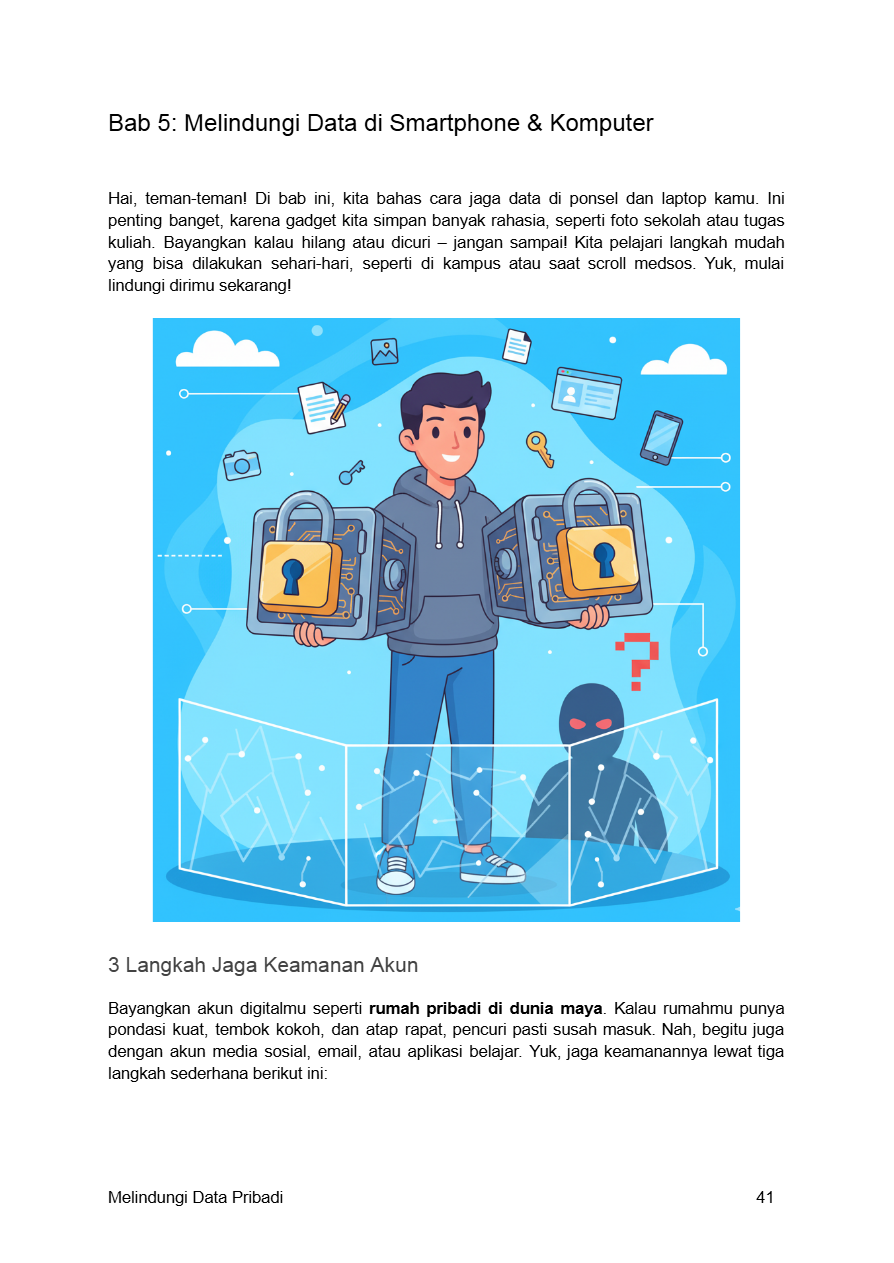 Bab 5: Melindungi Data di Smartphone & Komputer
Hai, teman-teman! Di bab ini, kita bahas cara jaga data di ponsel dan laptop kamu. Ini
penting banget, karena gadget kita simpan banyak rahasia, seperti foto sekolah atau tugas
kuliah. Bayangkan kalau hilang atau dicuri – jangan sampai! Kita pelajari langkah mudah
yang bisa dilakukan sehari-hari, seperti di kampus atau saat scroll medsos. Yuk, mulai
lindungi dirimu sekarang!
?
3 Langkah Jaga Keamanan Akun
Bayangkan akun digitalmu seperti rumah pribadi di dunia maya. Kalau rumahmu punya
pondasi kuat, tembok kokoh, dan atap rapat, pencuri pasti susah masuk. Nah, begitu juga
dengan akun media sosial, email, atau aplikasi belajar. Yuk, jaga keamanannya lewat tiga
langkah sederhana berikut ini:
Melindungi Data Pribadi 41